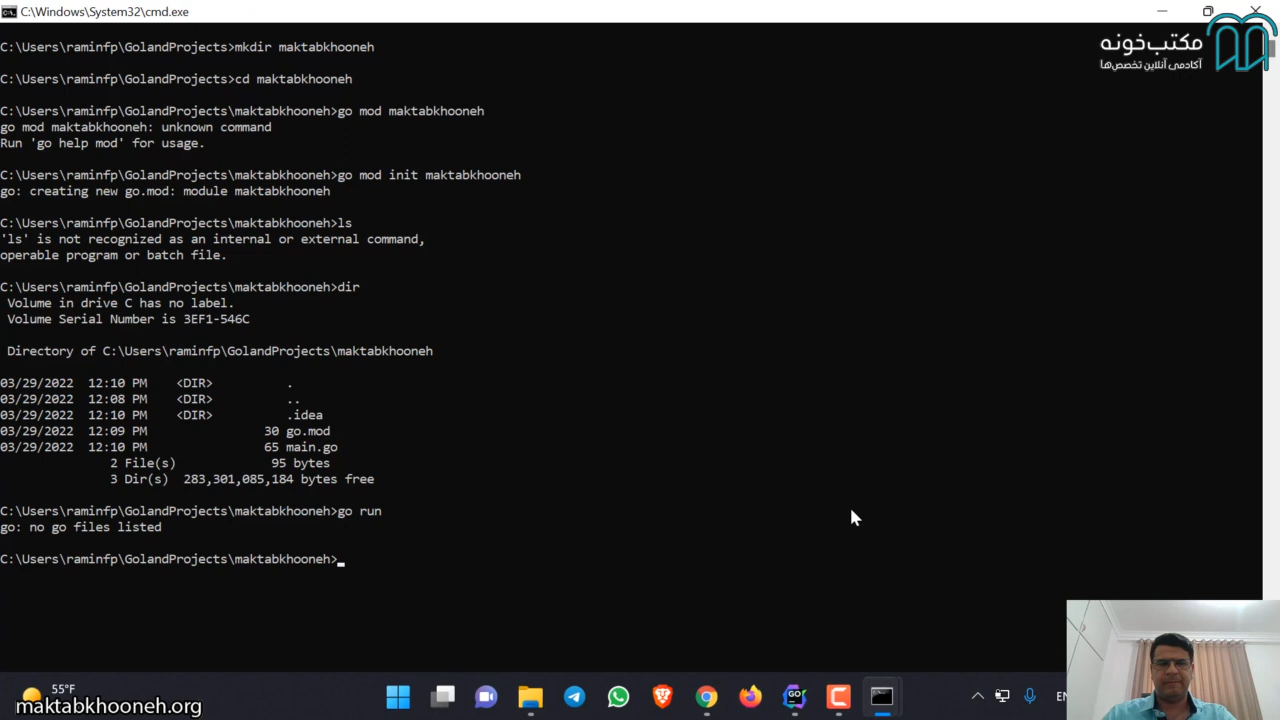 C:\Windows\System32\cmd.exe
مکتب‌خونه
آکادمی آنلاین تخصص‌ها
C:\Users\raminfp\GolandProjects>mkdir maktabkhooneh
C:\Users\raminfp\GolandProjects>cd maktabkhooneh
C:\Users\raminfp\GolandProjects\maktabkhooneh>go mod maktabkhooneh
go mod maktabkhooneh: unknown command
Run 'go help mod' for usage.
C:\Users\raminfp\GolandProjects\maktabkhooneh>go mod init maktabkhooneh
go: creating new go.mod: module maktabkhooneh
C:\Users\raminfp\GolandProjects\maktabkhooneh>ls
'ls' is not recognized as an internal or external command,
operable program or batch file.
C:\Users\raminfp\GolandProjects\maktabkhooneh>dir
Volume in drive C has no label.
Volume Serial Number is 3EF1-546C
Directory of C:\Users\raminfp\GolandProjects\maktabkhooneh
03/29/2022 12:10 PM <DIR> .
03/29/2022 12:08 PM <DIR> ..
03/29/2022 12:10 PM <DIR> .idea
03/29/2022 12:09 PM 30 go.mod
03/29/2022 12:10 PM 65 main.go
2 File(s) 95 bytes
3 Dir(s) 283,301,085,184 bytes free
C:\Users\raminfp\GolandProjects\maktabkhooneh>go run
go: no go files listed
C:\Users\raminfp\GolandProjects\maktabkhooneh>
55°F
GO
maktabkhooneh.org